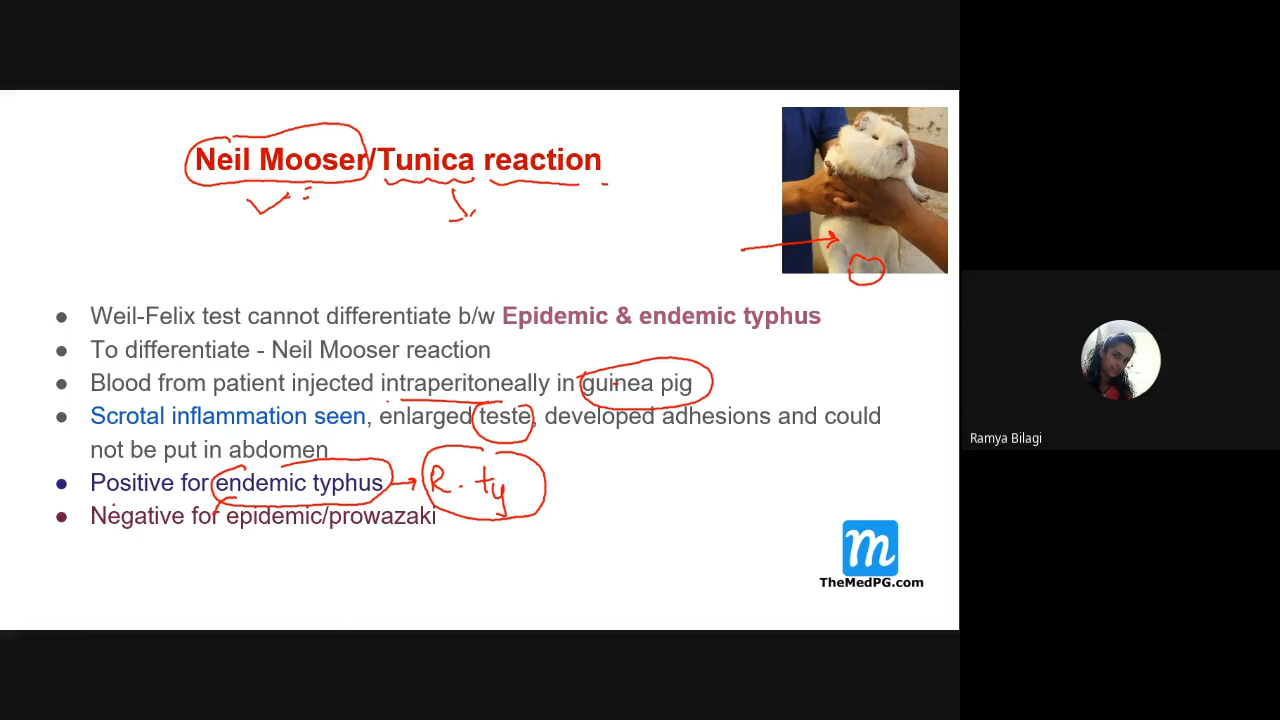 Neil Mooser/Tunica reaction
● Weil-Felix test cannot differentiate b/w Epidemic & endemic typhus
● To differentiate - Neil Mooser reaction
● Blood from patient injected intraperitoneally in guinea pig
● Scrotal inflammation seen, enlarged teste, developed adhesions and could
not be put in abdomen
● Positive for endemic typhus → R. ty
● Negative for epidemic/prowazaki
m
TheMedPG.com
Ramya Bilagi